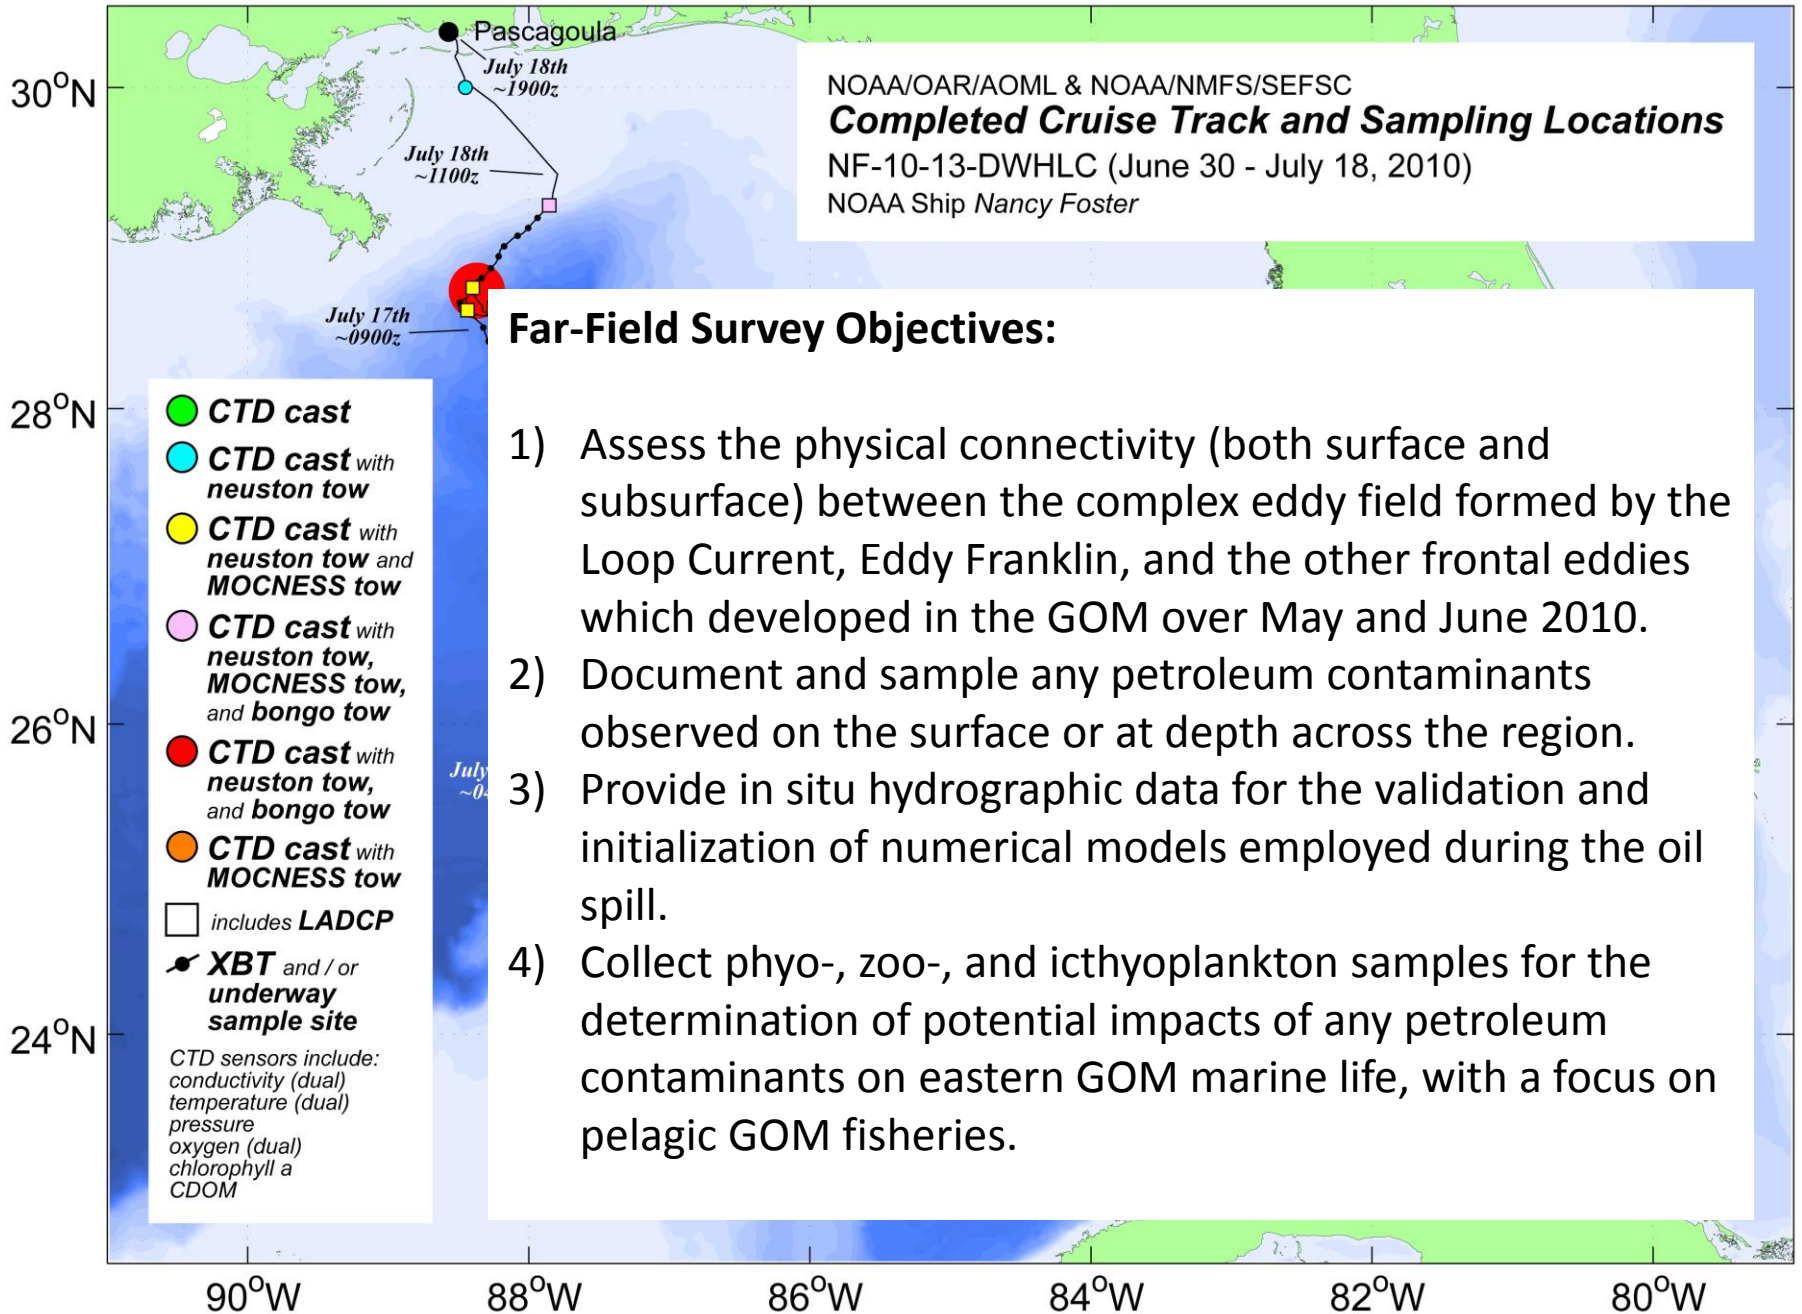 Pascagoula
July 18th
~1900z
30°N
NOAA/OAR/AOML & NOAA/NMFS/SEFSC
Completed Cruise Track and Sampling Locations
NF-10-13-DWHLC (June 30 - July 18, 2010)
NOAA Ship Nancy Foster
July 18th
~1100z
July 17th
~0900z
28°N
26°N
24°N
CTD cast
CTD cast with
neuston tow
CTD cast with
neuston tow and
MOCNESS tow
CTD cast with
neuston tow,
MOCNESS tow,
and bongo tow
CTD cast with
neuston tow,
and bongo tow
CTD cast with
MOCNESS tow
includes LADCP
XBT and / or
underway
sample site
CTD sensors include:
conductivity (dual)
temperature (dual)
pressure
oxygen (dual)
chlorophyll a
CDOM
July
Far-Field Survey Objectives:
1) Assess the physical connectivity (both surface and
subsurface) between the complex eddy field formed by the
Loop Current, Eddy Franklin, and the other frontal eddies
which developed in the GOM over May and June 2010.
2) Document and sample any petroleum contaminants
observed on the surface or at depth across the region.
3) Provide in situ hydrographic data for the validation and
initialization of numerical models employed during the oil
spill.
4) Collect phyo-, zoo-, and icthyoplankton samples for the
determination of potential impacts of any petroleum
contaminants on eastern GOM marine life, with a focus on
pelagic GOM fisheries.
90°W 88°W 86°W 84°W 82°W 80°W